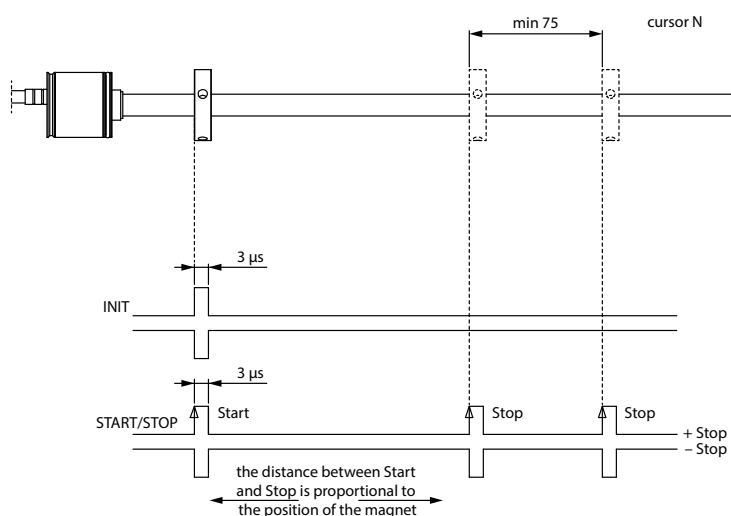 min 75
cursor N
3 µs
INIT
3 µs
START/STOP
Start
Stop
Stop
+ Stop
– Stop
the distance between Start
and Stop is proportional to
the position of the magnet